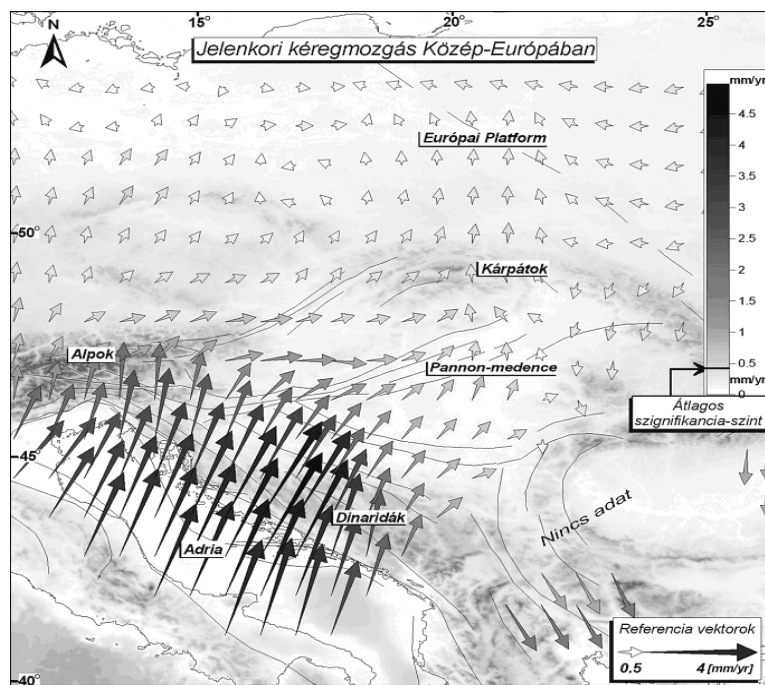 N
15°
20°
25°
Jelenkori kéregmozgás Közép-Európában
mm/yr
4.5
4
3.5
3
2.5
2
1.5
1
0.5
mm/yr
Átlagos
szignifikancia-szint
Európai Platform
50°
Kárpátok
Alpok
Pannon-medence
45°
Nincs adat
Dinaridák
Adria
Referencia vektorok
0.5
4 [mm/yr]
40°